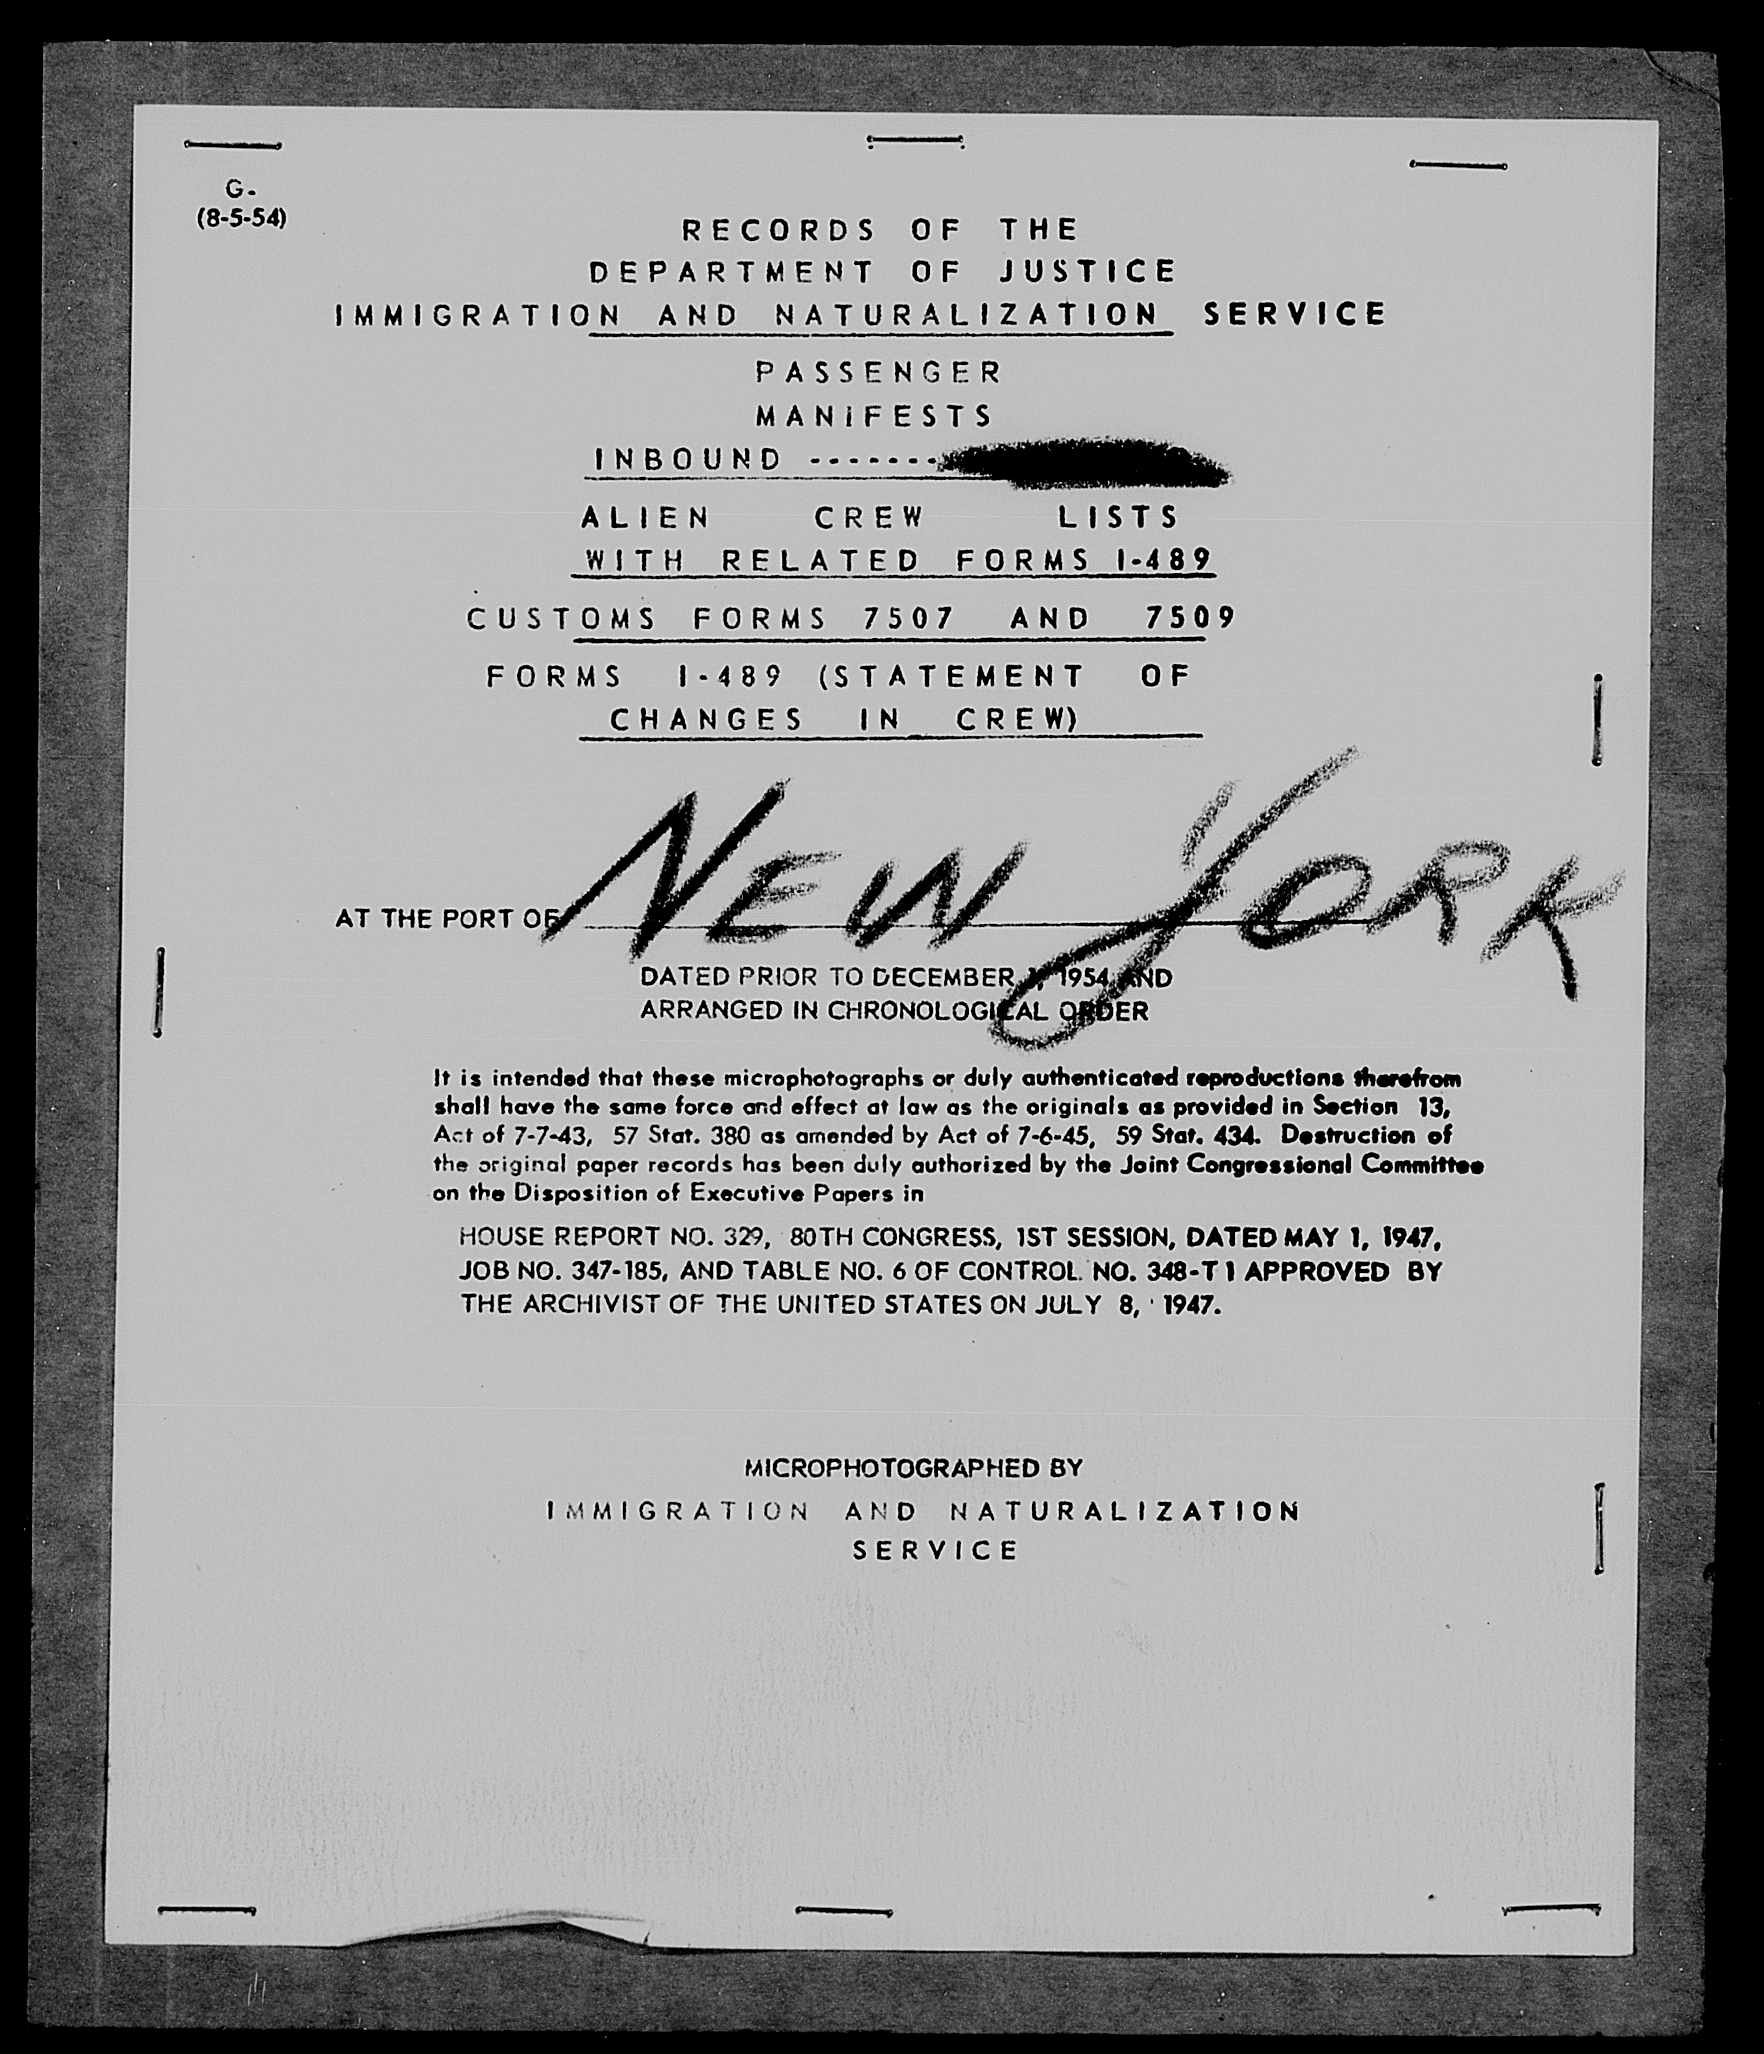 G-
(8-5-54)
RECORDS OF THE
DEPARTMENT OF JUSTICE
IMMIGRATION AND NATURALIZATION SERVICE
PASSENGER
MANIFESTS
INBOUND -------
ALIEN CREW LISTS
WITH RELATED FORMS I-489
CUSTOMS FORMS 7507 AND 7509
FORMS I-489 (STATEMENT OF
CHANGES IN CREW)
AT THE PORT OF NEW YORK
DATED PRIOR TO DECEMBER 1, 1954 AND
ARRANGED IN CHRONOLOGICAL ORDER
It is intended that these microphotographs or duly authenticated reproductions therefrom
shall have the same force and effect at law as the originals as provided in Section 13,
Act of 7-7-43, 57 Stat. 380 as amended by Act of 7-6-45, 59 Stat. 434. Destruction of
the original paper records has been duly authorized by the Joint Congressional Committee
on the Disposition of Executive Papers in
HOUSE REPORT NO. 329, 80TH CONGRESS, 1ST SESSION, DATED MAY 1, 1947,
JOB NO. 347-185, AND TABLE NO. 6 OF CONTROL NO. 348-T1 APPROVED BY
THE ARCHIVIST OF THE UNITED STATES ON JULY 8, 1947.
MICROPHOTOGRAPHED BY
IMMIGRATION AND NATURALIZATION
SERVICE